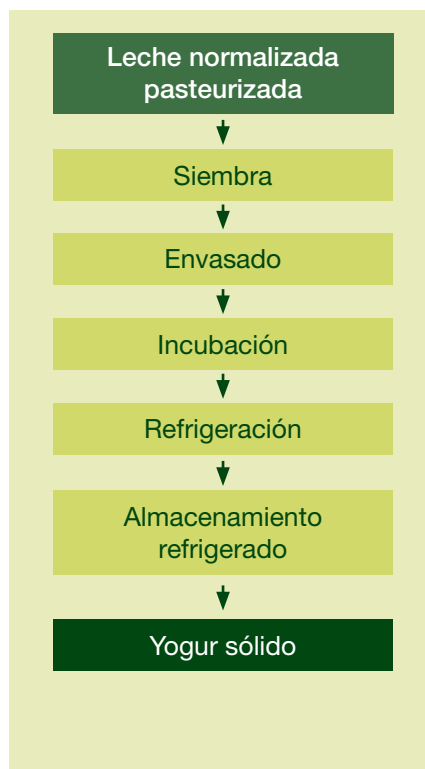 Leche normalizada
pasteurizada
Siembra
Envasado
Incubación
Refrigeración
Almacenamiento
refrigerado
Yogur sólido